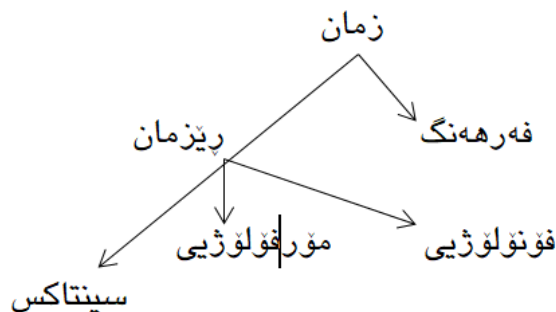 زمان
فەرهەنگ
ڕێزمان
فۆنۆلۆژیی
مۆرفۆلۆژیی
سینتاکس